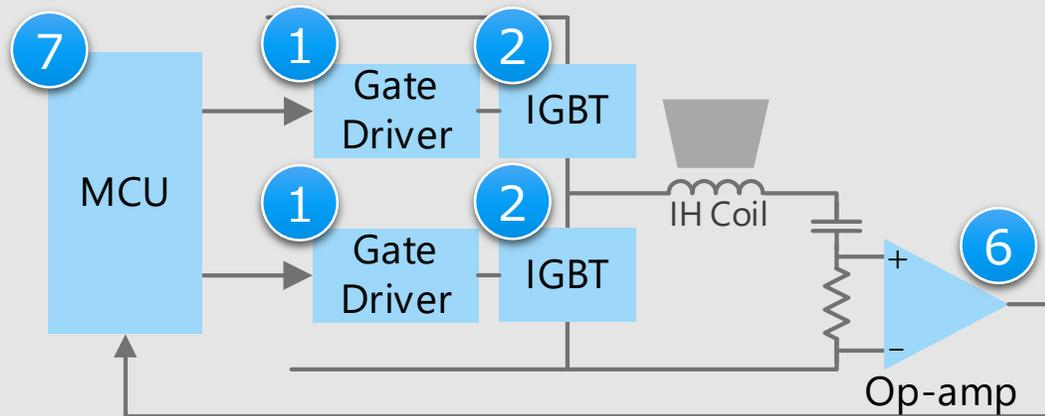 7
1
2
Gate
Driver
IGBT
MCU
1
2
IH Coil
Gate
Driver
IGBT
6
+
−
Op-amp